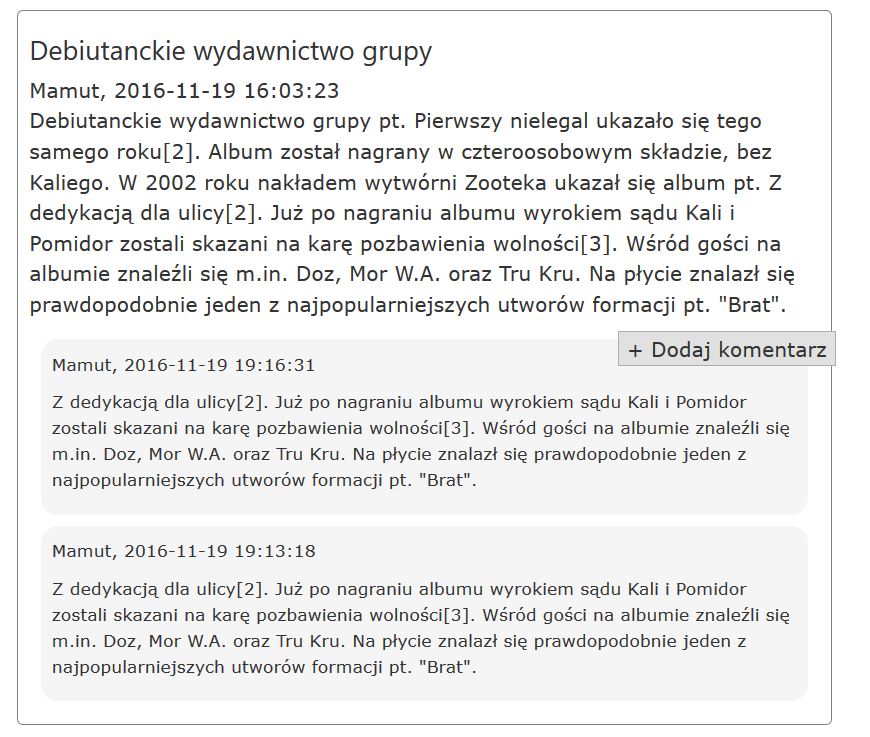 Debiutanckie wydawnictwo grupy
Mamut, 2016-11-19 16:03:23
Debiutanckie wydawnictwo grupy pt. Pierwszy nielegal ukazało się tego
samego roku[2]. Album został nagrany w czteroosobowym składzie, bez
Kaliego. W 2002 roku nakładem wytwórni Zooteka ukazał się album pt. Z
dedykacją dla ulicy[2]. Już po nagraniu albumu wyrokiem sądu Kali i
Pomidor zostali skazani na karę pozbawienia wolności[3]. Wśród gości na
albumie znaleźli się m.in. Doz, Mor W.A. oraz Tru Kru. Na płycie znalazł się
prawdopodobnie jeden z najpopularniejszych utworów formacji pt. "Brat".
+ Dodaj komentarz
Mamut, 2016-11-19 19:16:31
Z dedykacją dla ulicy[2]. Już po nagraniu albumu wyrokiem sądu Kali i Pomidor
zostali skazani na karę pozbawienia wolności[3]. Wśród gości na albumie znaleźli się
m.in. Doz, Mor W.A. oraz Tru Kru. Na płycie znalazł się prawdopodobnie jeden z
najpopularniejszych utworów formacji pt. "Brat".
Mamut, 2016-11-19 19:13:18
Z dedykacją dla ulicy[2]. Już po nagraniu albumu wyrokiem sądu Kali i Pomidor
zostali skazani na karę pozbawienia wolności[3]. Wśród gości na albumie znaleźli się
m.in. Doz, Mor W.A. oraz Tru Kru. Na płycie znalazł się prawdopodobnie jeden z
najpopularniejszych utworów formacji pt. "Brat".